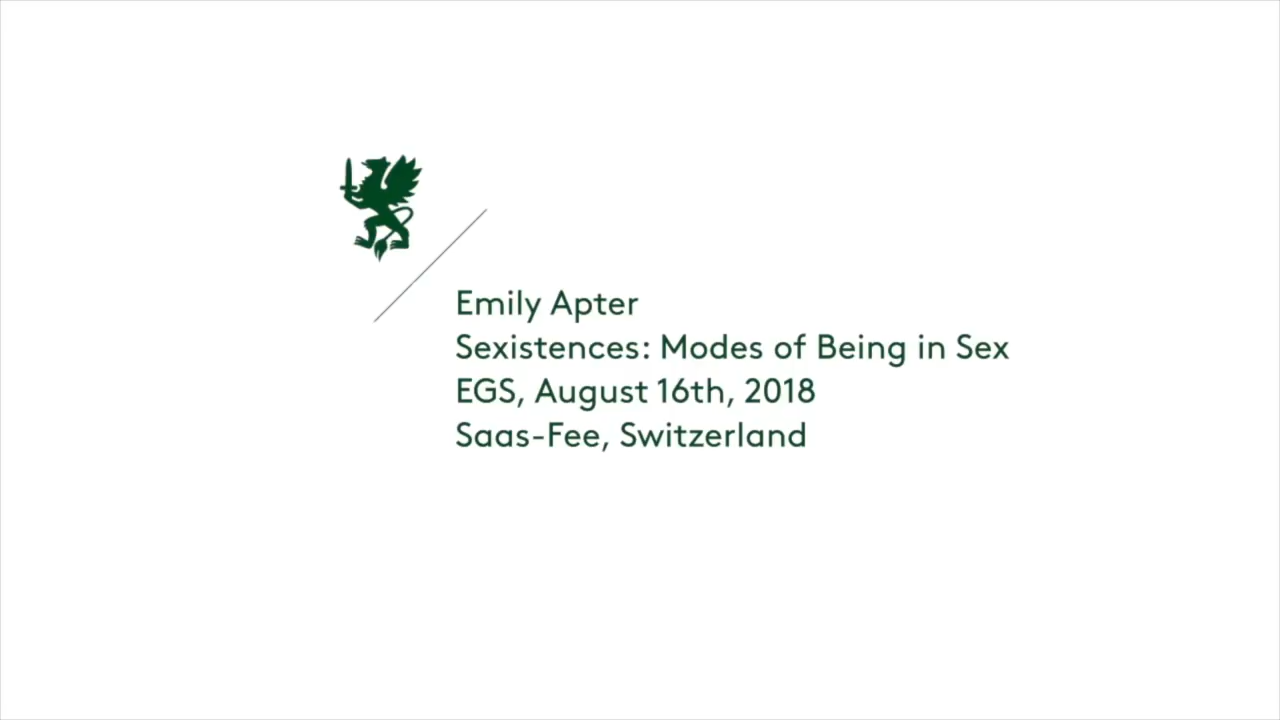 Emily Apter
Sexistences: Modes of Being in Sex
EGS, August 16th, 2018
Saas-Fee, Switzerland